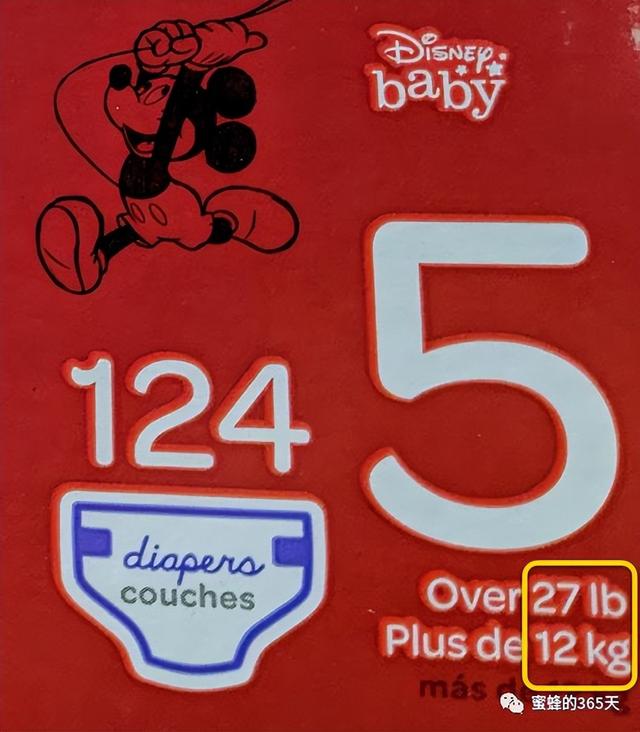 Disney
baby
5
124
diapers
couches
Over 27 lb
Plus de 12 kg
más de
蜜蜂的365天